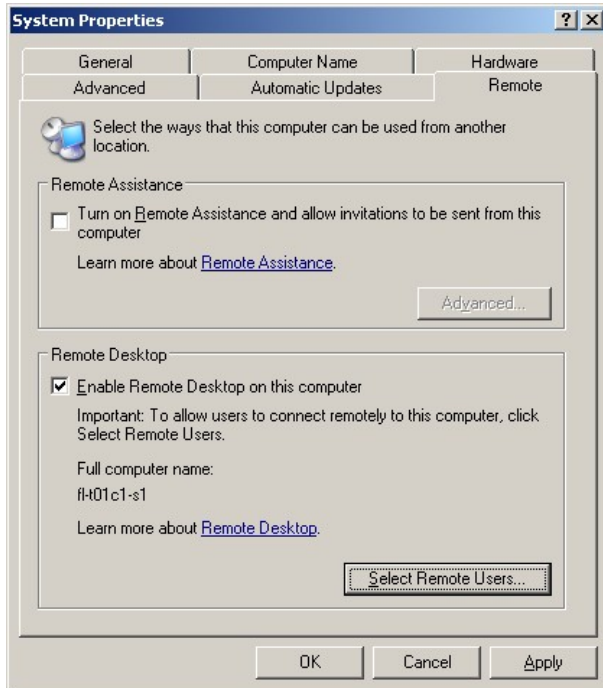 System Properties
General
Computer Name
Hardware
Advanced
Automatic Updates
Remote
Select the ways that this computer can be used from another
location.
Remote Assistance
Turn on Remote Assistance and allow invitations to be sent from this
computer
Learn more about Remote Assistance.
Advanced...
Remote Desktop
Enable Remote Desktop on this computer
Important: To allow users to connect remotely to this computer, click
Select Remote Users.
Full computer name:
fl-t01c1-s1
Learn more about Remote Desktop.
Select Remote Users...
OK
Cancel
Apply